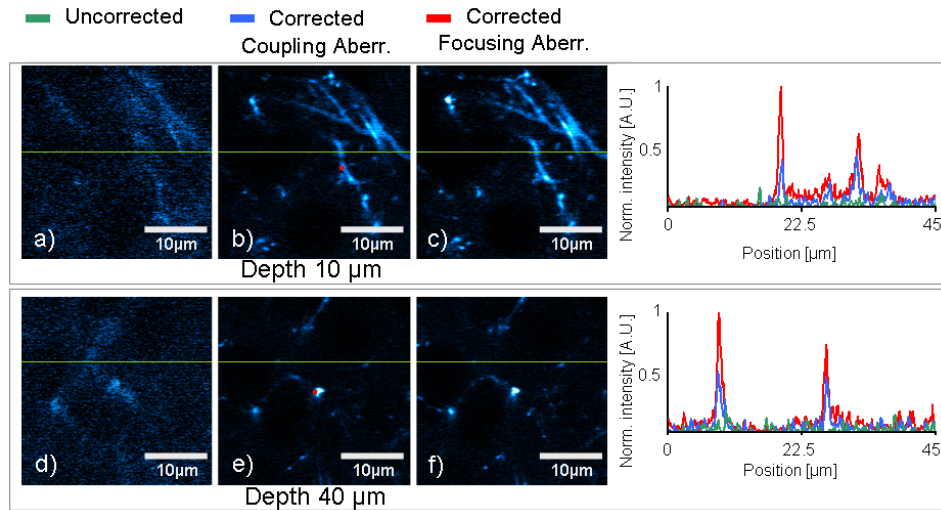 Uncorrected
Corrected
Coupling Aberr.
Corrected
Focusing Aberr.
a)
10µm
b)
10µm
c)
10µm
Depth 10 µm
Norm. intensity [A.U.]
1
0.5
0
22.5
45
Position [µm]
d)
10µm
e)
10µm
f)
10µm
Depth 40 µm
Norm. intensity [A.U.]
1
0.5
0
22.5
45
Position [µm]